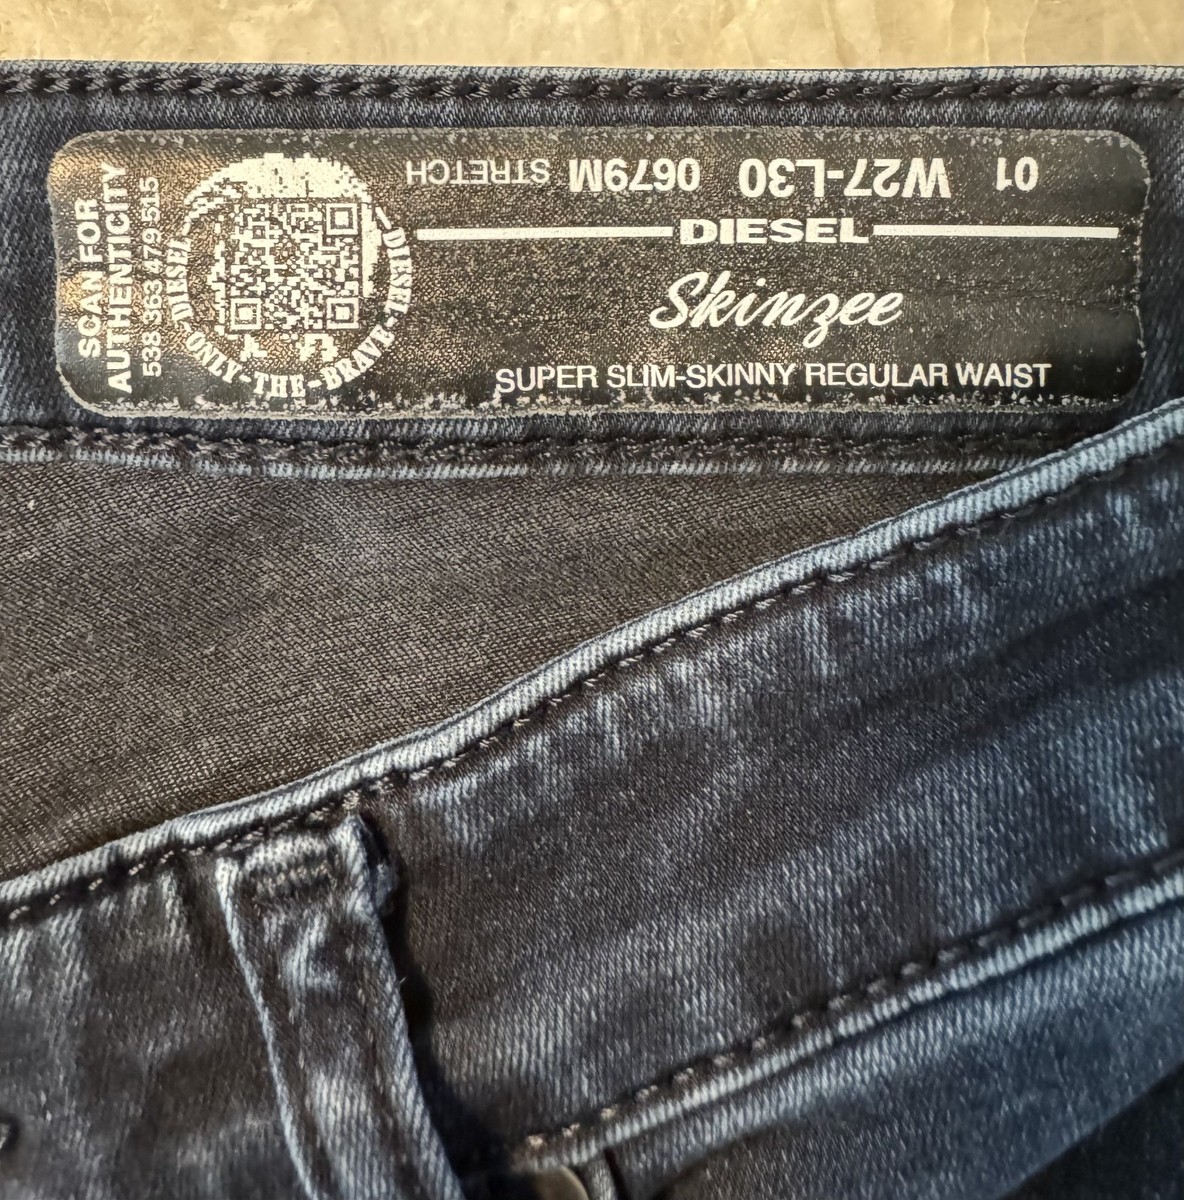 SCAN FOR
AUTHENTICITY
538 363 479 515
DIESEL-ONLY-THE-BRAVE-DIESEL
01 W27-L30 0679M STRETCH
DIESEL
Skinzee
SUPER SLIM-SKINNY REGULAR WAIST